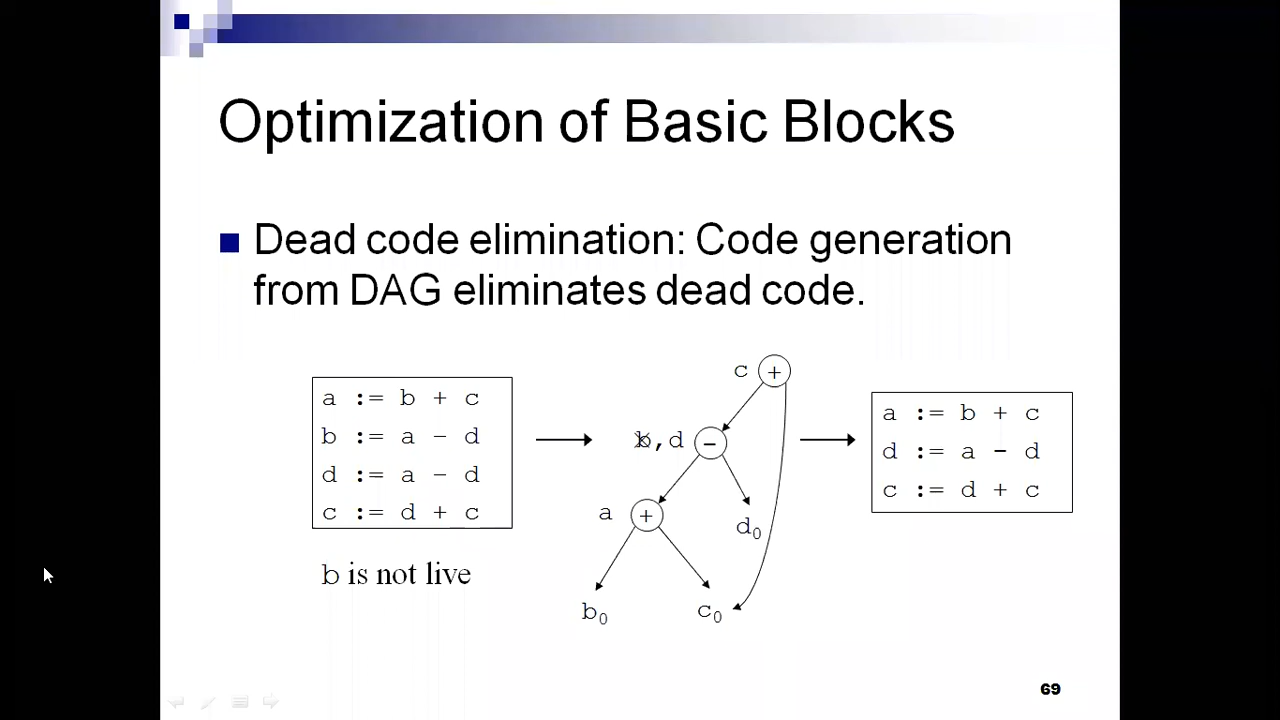 Optimization of Basic Blocks
Dead code elimination: Code generation
from DAG eliminates dead code.
a := b + c
b := a - d
d := a - d
c := d + c
b is not live
c +
b,d -
a +
d0
b0 c0
a := b + c
d := a - d
c := d + c
69